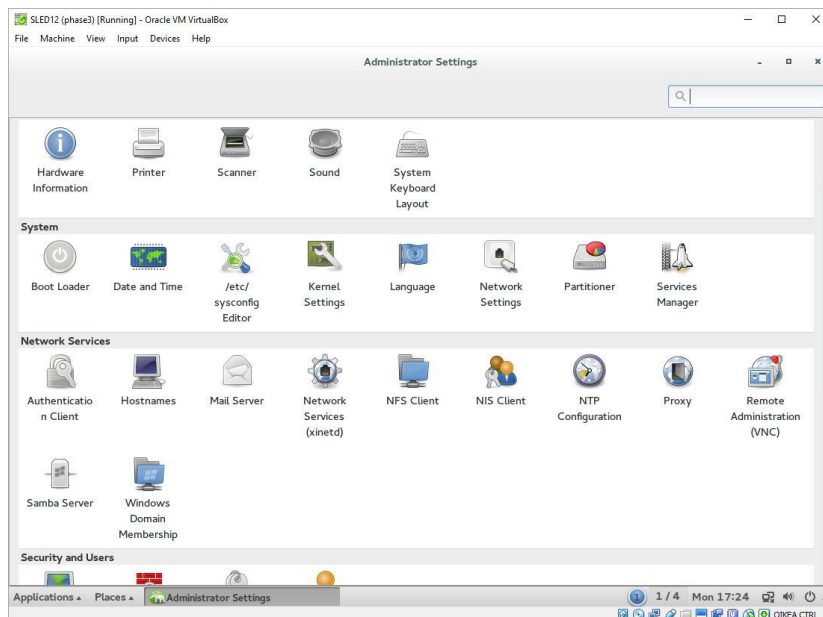 SLED12 (phase3) [Running] - Oracle VM VirtualBox
File Machine View Input Devices Help
Administrator Settings
Hardware
Information
Printer
Scanner
Sound
System
Keyboard
Layout
System
Boot Loader
Date and Time
/etc/
sysconfig
Editor
Kernel
Settings
Language
Network
Settings
Partitioner
Services
Manager
Network Services
Authenticatio
n Client
Hostnames
Mail Server
Network
Services
(xinetd)
NFS Client
NIS Client
NTP
Configuration
Proxy
Remote
Administration
(VNC)
Samba Server
Windows
Domain
Membership
Security and Users
Applications Places Administrator Settings 1 1 / 4 Mon 17:24